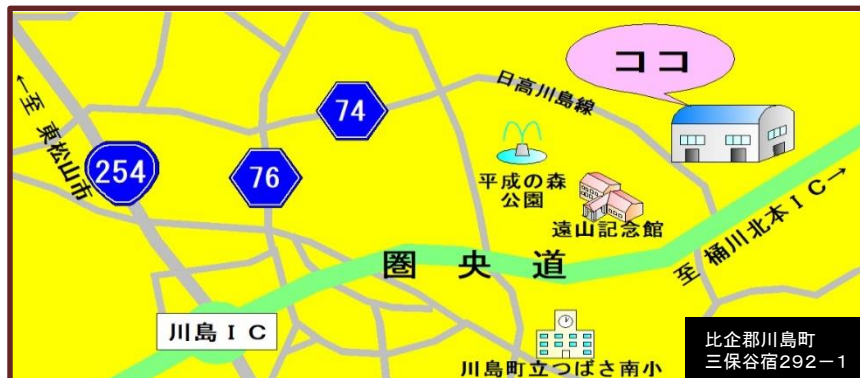 ココ
日高川島線
←至 東松山市
74
254
76
平成の森
公園
遠山記念館
至 桶川北本IC→
圏央道
川島IC
川島町立つばさ南小
比企郡川島町
三保谷宿292－1